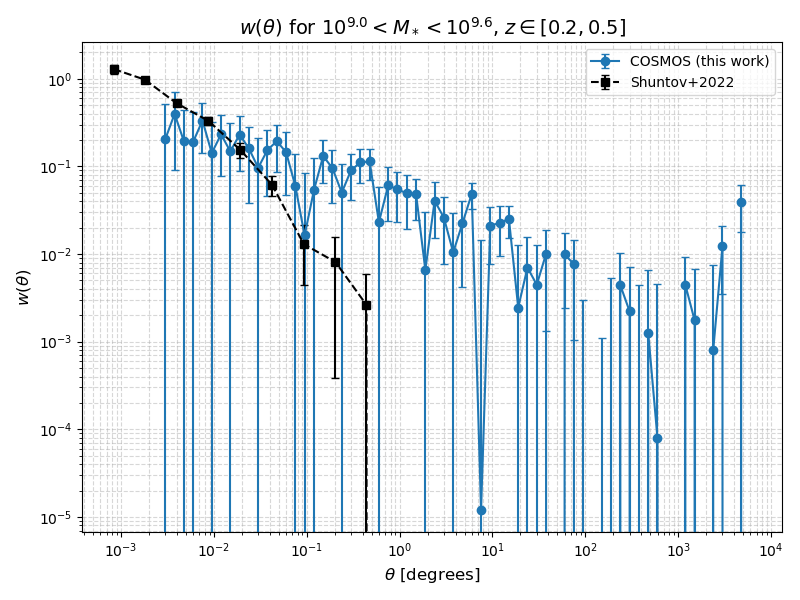 w(θ) for 10^{9.0} < M_* < 10^{9.6}, z ∈ [0.2, 0.5]
COSMOS (this work)
Shuntov+2022
w(θ)
10^0
10^{-1}
10^{-2}
10^{-3}
10^{-4}
10^{-5}
10^{-3} 10^{-2} 10^{-1} 10^0 10^1 10^2 10^3 10^4
θ [degrees]